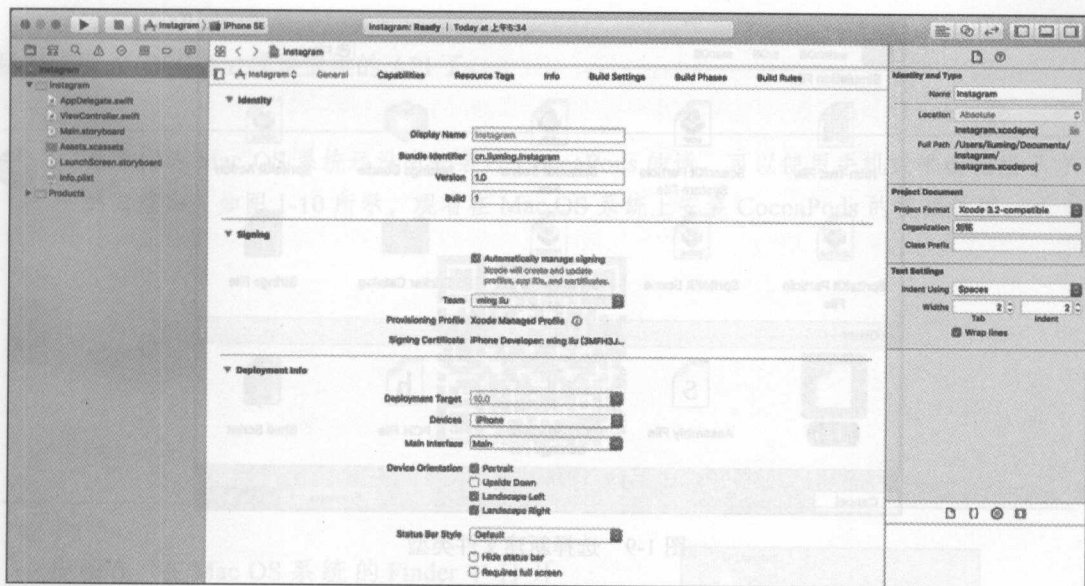 Instagram
iPhone SE
Instagram: Ready | Today at 上午5:34
Instagram
Instagram
General
Capabilities
Resource Tags
Info
Build Settings
Build Phases
Build Rules
Instagram
Instagram
AppDelegate.swift
ViewController.swift
Main.storyboard
Assets.xcassets
LaunchScreen.storyboard
Info.plist
Products
Identity
Display Name Instagram
Bundle Identifier cn.liuming.Instagram
Version 1.0
Build 1
Signing
Automatically manage signing
Xcode will create and update
profiles, app IDs, and certificates.
Team ming liu
Provisioning Profile Xcode Managed Profile
Signing Certificate iPhone Developer: ming liu (3MFH3J...
Deployment Info
Deployment Target 10.0
Devices iPhone
Main Interface Main
Device Orientation Portrait
Upside Down
Landscape Left
Landscape Right
Status Bar Style Default
Hide status bar
Requires full screen
Identity and Type
Name Instagram
Location Absolute
Instagram.xcodeproj
Full Path /Users/liuming/Documents/
Instagram/
Instagram.xcodeproj
Project Document
Project Format Xcode 3.2-compatible
Organization 刘铭
Class Prefix
Text Settings
Indent Using Spaces
Widths 2 2
Tab Indent
Wrap lines